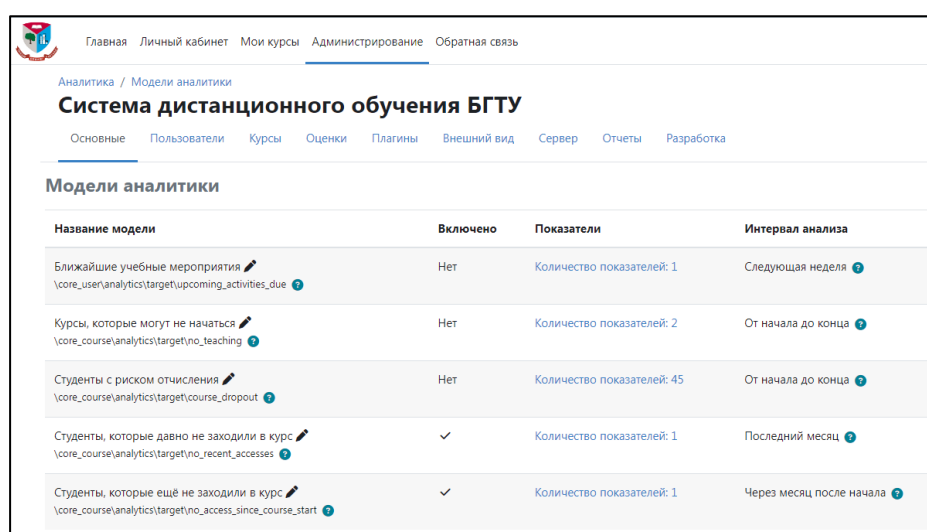 Главная Личный кабинет Мои курсы Администрирование Обратная связь
Аналитика / Модели аналитики
Система дистанционного обучения БГТУ
Основные Пользователи Курсы Оценки Плагины Внешний вид Сервер Отчеты Разработка
Модели аналитики
Название модели Включено Показатели Интервал анализа
Ближайшие учебные мероприятия Нет Количество показателей: 1 Следующая неделя
\core_user\analytics\target\upcoming_activities_due
Курсы, которые могут не начаться Нет Количество показателей: 2 От начала до конца
\core_course\analytics\target\no_teaching
Студенты с риском отчисления Нет Количество показателей: 45 От начала до конца
\core_course\analytics\target\course_dropout
Студенты, которые давно не заходили в курс Количество показателей: 1 Последний месяц
\core_course\analytics\target\no_recent_accesses
Студенты, которые ещё не заходили в курс Количество показателей: 1 Через месяц после начала
\core_course\analytics\target\no_access_since_course_start